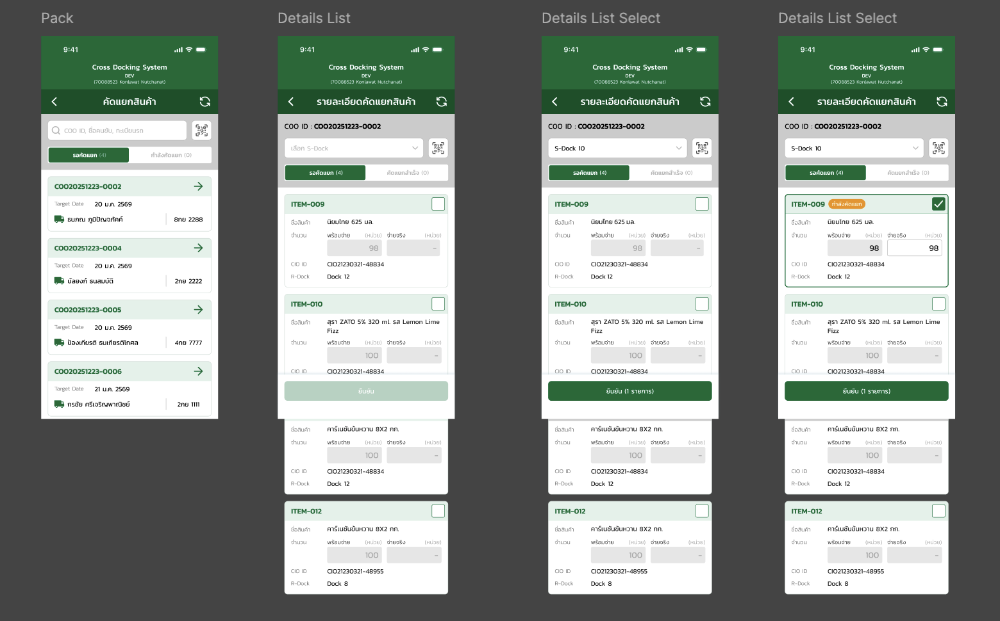 Pack
9:41
Cross Docking System
DEV
(70088523 Konlawat Nutchanat)
คัดแยกสินค้า
COO ID, ชื่อคนขับ, ทะเบียนรถ
รอคัดแยก (4) กำลังคัดแยก (0)
COO20251223-0002
Target Date 20 ม.ค. 2569
ธนภณ ภูมิปัญจภัคค์ 8กย 2288
COO20251223-0004
Target Date 20 ม.ค. 2569
บัลยงก์ ธนสมบัติ 2กย 2222
COO20251223-0005
Target Date 20 ม.ค. 2569
ป้องเกียรติ ธนเกียรติโกศล 4กย 7777
COO20251223-0006
Target Date 21 ม.ค. 2569
กรชัย ศรีเจริญพาณิชย์ 2กย 1111
Details List
9:41
Cross Docking System
DEV
(70088523 Konlawat Nutchanat)
รายละเอียดคัดแยกสินค้า
COO ID : COO20251223-0002
เลือก S-Dock
รอคัดแยก (4) คัดแยกสำเร็จ (0)
ITEM-009
ชื่อสินค้า นิยมไทย 625 มล.
จำนวน พร้อมจ่าย (หน่วย) จ่ายจริง (หน่วย)
98 -
CIO ID CIO21230321-48834
R-Dock Dock 12
ITEM-010
ชื่อสินค้า สุรา ZATO 5% 320 ml. รส Lemon Lime
Fizz
จำนวน พร้อมจ่าย (หน่วย) จ่ายจริง (หน่วย)
100 -
CIO ID CIO21230321-48834
ยืนยัน
ชื่อสินค้า คาร์เนชันข้นหวาน 8X2 กก.
จำนวน พร้อมจ่าย (หน่วย) จ่ายจริง (หน่วย)
100 -
CIO ID CIO21230321-48834
R-Dock Dock 12
ITEM-012
ชื่อสินค้า คาร์เนชันข้นหวาน 8X2 กก.
จำนวน พร้อมจ่าย (หน่วย) จ่ายจริง (หน่วย)
100 -
CIO ID CIO21230321-48955
R-Dock Dock 8
Details List Select
9:41
Cross Docking System
DEV
(70088523 Konlawat Nutchanat)
รายละเอียดคัดแยกสินค้า
COO ID : COO20251223-0002
S-Dock 10
รอคัดแยก (4) คัดแยกสำเร็จ (0)
ITEM-009
ชื่อสินค้า นิยมไทย 625 มล.
จำนวน พร้อมจ่าย (หน่วย) จ่ายจริง (หน่วย)
98 -
CIO ID CIO21230321-48834
R-Dock Dock 12
ITEM-010
ชื่อสินค้า สุรา ZATO 5% 320 ml. รส Lemon Lime
Fizz
จำนวน พร้อมจ่าย (หน่วย) จ่ายจริง (หน่วย)
100 -
CIO ID CIO21230321-48834
ยืนยัน (1 รายการ)
ชื่อสินค้า คาร์เนชันข้นหวาน 8X2 กก.
จำนวน พร้อมจ่าย (หน่วย) จ่ายจริง (หน่วย)
100 -
CIO ID CIO21230321-48834
R-Dock Dock 12
ITEM-012
ชื่อสินค้า คาร์เนชันข้นหวาน 8X2 กก.
จำนวน พร้อมจ่าย (หน่วย) จ่ายจริง (หน่วย)
100 -
CIO ID CIO21230321-48955
R-Dock Dock 8
Details List Select
9:41
Cross Docking System
DEV
(70088523 Konlawat Nutchanat)
รายละเอียดคัดแยกสินค้า
COO ID : COO20251223-0002
S-Dock 10
รอคัดแยก (4) คัดแยกสำเร็จ (0)
ITEM-009 กำลังคัดแยก
ชื่อสินค้า นิยมไทย 625 มล.
จำนวน พร้อมจ่าย (หน่วย) จ่ายจริง (หน่วย)
98 98
CIO ID CIO21230321-48834
R-Dock Dock 12
ITEM-010
ชื่อสินค้า สุรา ZATO 5% 320 ml. รส Lemon Lime
Fizz
จำนวน พร้อมจ่าย (หน่วย) จ่ายจริง (หน่วย)
100 -
CIO ID CIO21230321-48834
ยืนยัน (1 รายการ)
ชื่อสินค้า คาร์เนชันข้นหวาน 8X2 กก.
จำนวน พร้อมจ่าย (หน่วย) จ่ายจริง (หน่วย)
100 -
CIO ID CIO21230321-48834
R-Dock Dock 12
ITEM-012
ชื่อสินค้า คาร์เนชันข้นหวาน 8X2 กก.
จำนวน พร้อมจ่าย (หน่วย) จ่ายจริง (หน่วย)
100 -
CIO ID CIO21230321-48955
R-Dock Dock 8